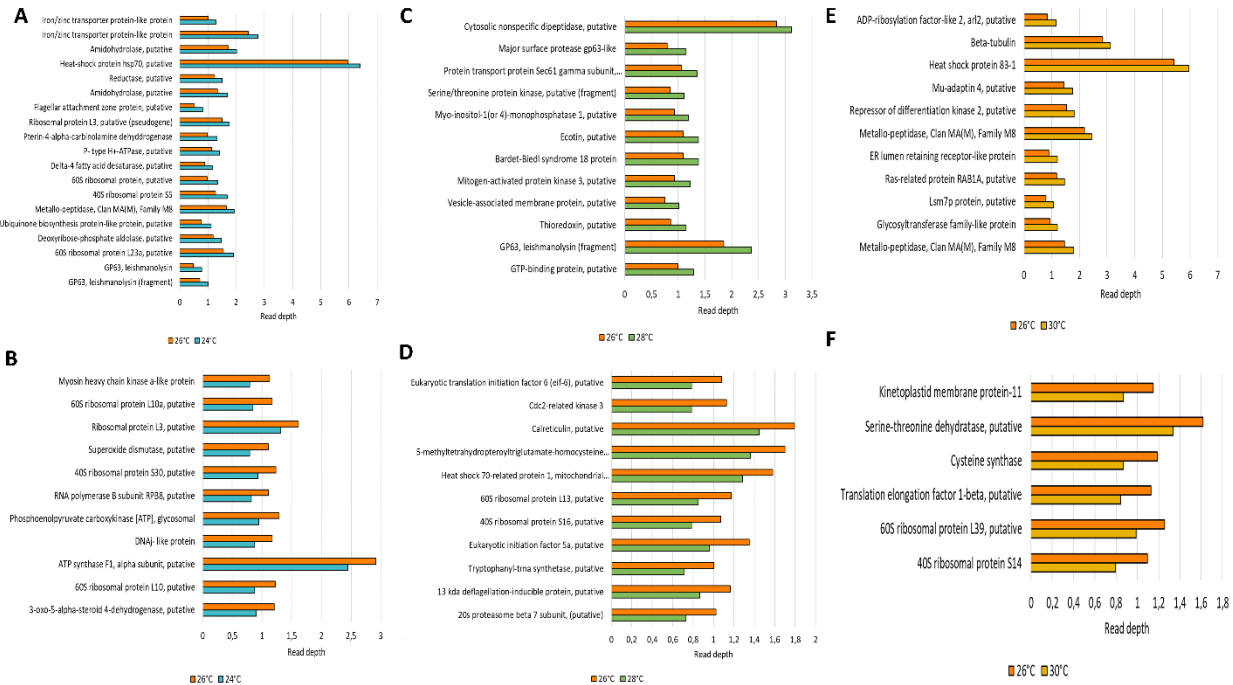 A
Iron/zinc transporter protein-like protein
Iron/zinc transporter protein-like protein
Amidohydrolase, putative
Heat-shock protein hsp70, putative
Reductase, putative
Amidohydrolase, putative
Flagellar attachment zone protein, putative
Ribosomal protein L3, putative (pseudogene)
Pterin-4-alpha-carbinolamine dehyddrogenase
P- type H+-ATPase, putative
Delta-4 fatty acid desaturase, putative
60S ribosomal protein, putative
40S ribosomal protein S5
Metallo-peptidase, Clan MA(M), Family M8
Ubiquinone biosynthesis protein-like protein, putative
Deoxyribose-phosphate aldolase, putative
60S ribosomal protein L23a, putative
GP63, leishmanolysin
GP63, leishmanolysin (fragment)
0 1 2 3 4 5 6 7
Read depth
26°C 24°C
B
Myosin heavy chain kinase a-like protein
60S ribosomal protein L10a, putative
Ribosomal protein L3, putative
Superoxide dismutase, putative
40S ribosomal protein S30, putative
RNA polymerase B subunit RPB8, putative
Phosphoenolpyruvate carboxykinase [ATP], glycosomal
DNAj- like protein
ATP synthase F1, alpha subunit, putative
60S ribosomal protein L10, putative
3-oxo-5-alpha-steroid 4-dehydrogenase, putative
0 0,5 1 1,5 2 2,5 3
Read depth
26°C 24°C
C
Cytosolic nonspecific dipeptidase, putative
Major surface protease gp63-like
Protein transport protein Sec61 gamma subunit,...
Serine/threonine protein kinase, putative (fragment)
Myo-inositol-1(or 4)-monophosphatase 1, putative
Ecotin, putative
Bardet-Biedl syndrome 18 protein
Mitogen-activated protein kinase 3, putative
Vesicle-associated membrane protein, putative
Thioredoxin, putative
GP63, leishmanolysin (fragment)
GTP-binding protein, putative
0 0,5 1 1,5 2 2,5 3 3,5
Read depth
26°C 28°C
D
Eukaryotic translation initiation factor 6 (eif-6), putative
Cdc2-related kinase 3
Calreticulin, putative
5-methyltetrahydropteroyltriglutamate-homocysteine...
Heat shock 70-related protein 1, mitochondrial...
60S ribosomal protein L13, putative
40S ribosomal protein S16, putative
Eukaryotic initiation factor 5a, putative
Tryptophanyl-trna synthetase, putative
13 kda deflagellation-inducible protein, putative
20s proteasome beta 7 subunit, (putative)
0 0,2 0,4 0,6 0,8 1 1,2 1,4 1,6 1,8 2
Read depth
26°C 28°C
E
ADP-ribosylation factor-like 2, arl2, putative
Beta-tubulin
Heat shock protein 83-1
Mu-adaptin 4, putative
Repressor of differentiation kinase 2, putative
Metallo-peptidase, Clan MA(M), Family M8
ER lumen retaining receptor-like protein
Ras-related protein RAB1A, putative
Lsm7p protein, putative
Glycosyltransferase family-like protein
Metallo-peptidase, Clan MA(M), Family M8
0 1 2 3 4 5 6 7
Read depth
26°C 30°C
F
Kinetoplastid membrane protein-11
Serine-threonine dehydratase, putative
Cysteine synthase
Translation elongation factor 1-beta, putative
60S ribosomal protein L39, putative
40S ribosomal protein S14
0 0,2 0,4 0,6 0,8 1 1,2 1,4 1,6 1,8
Read depth
26°C 30°C